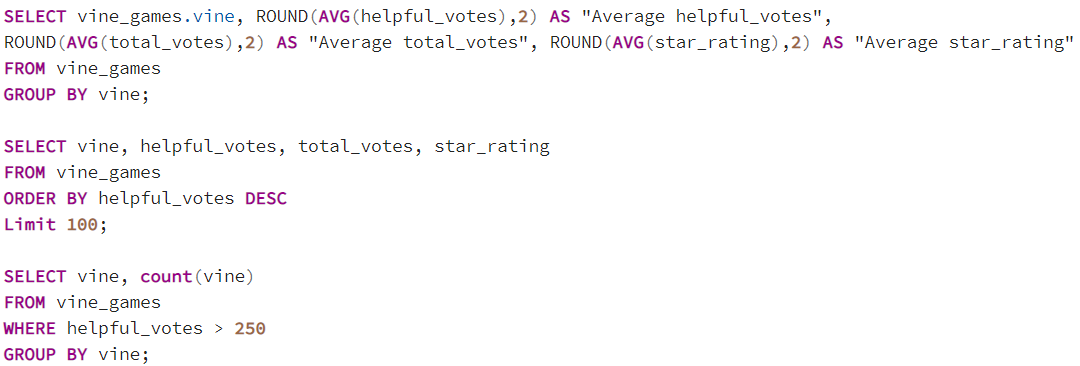 SELECT vine_games.vine, ROUND(AVG(helpful_votes),2) AS "Average helpful_votes",
ROUND(AVG(total_votes),2) AS "Average total_votes", ROUND(AVG(star_rating),2) AS "Average star_rating"
FROM vine_games
GROUP BY vine;

SELECT vine, helpful_votes, total_votes, star_rating
FROM vine_games
ORDER BY helpful_votes DESC
Limit 100;

SELECT vine, count(vine)
FROM vine_games
WHERE helpful_votes > 250
GROUP BY vine;